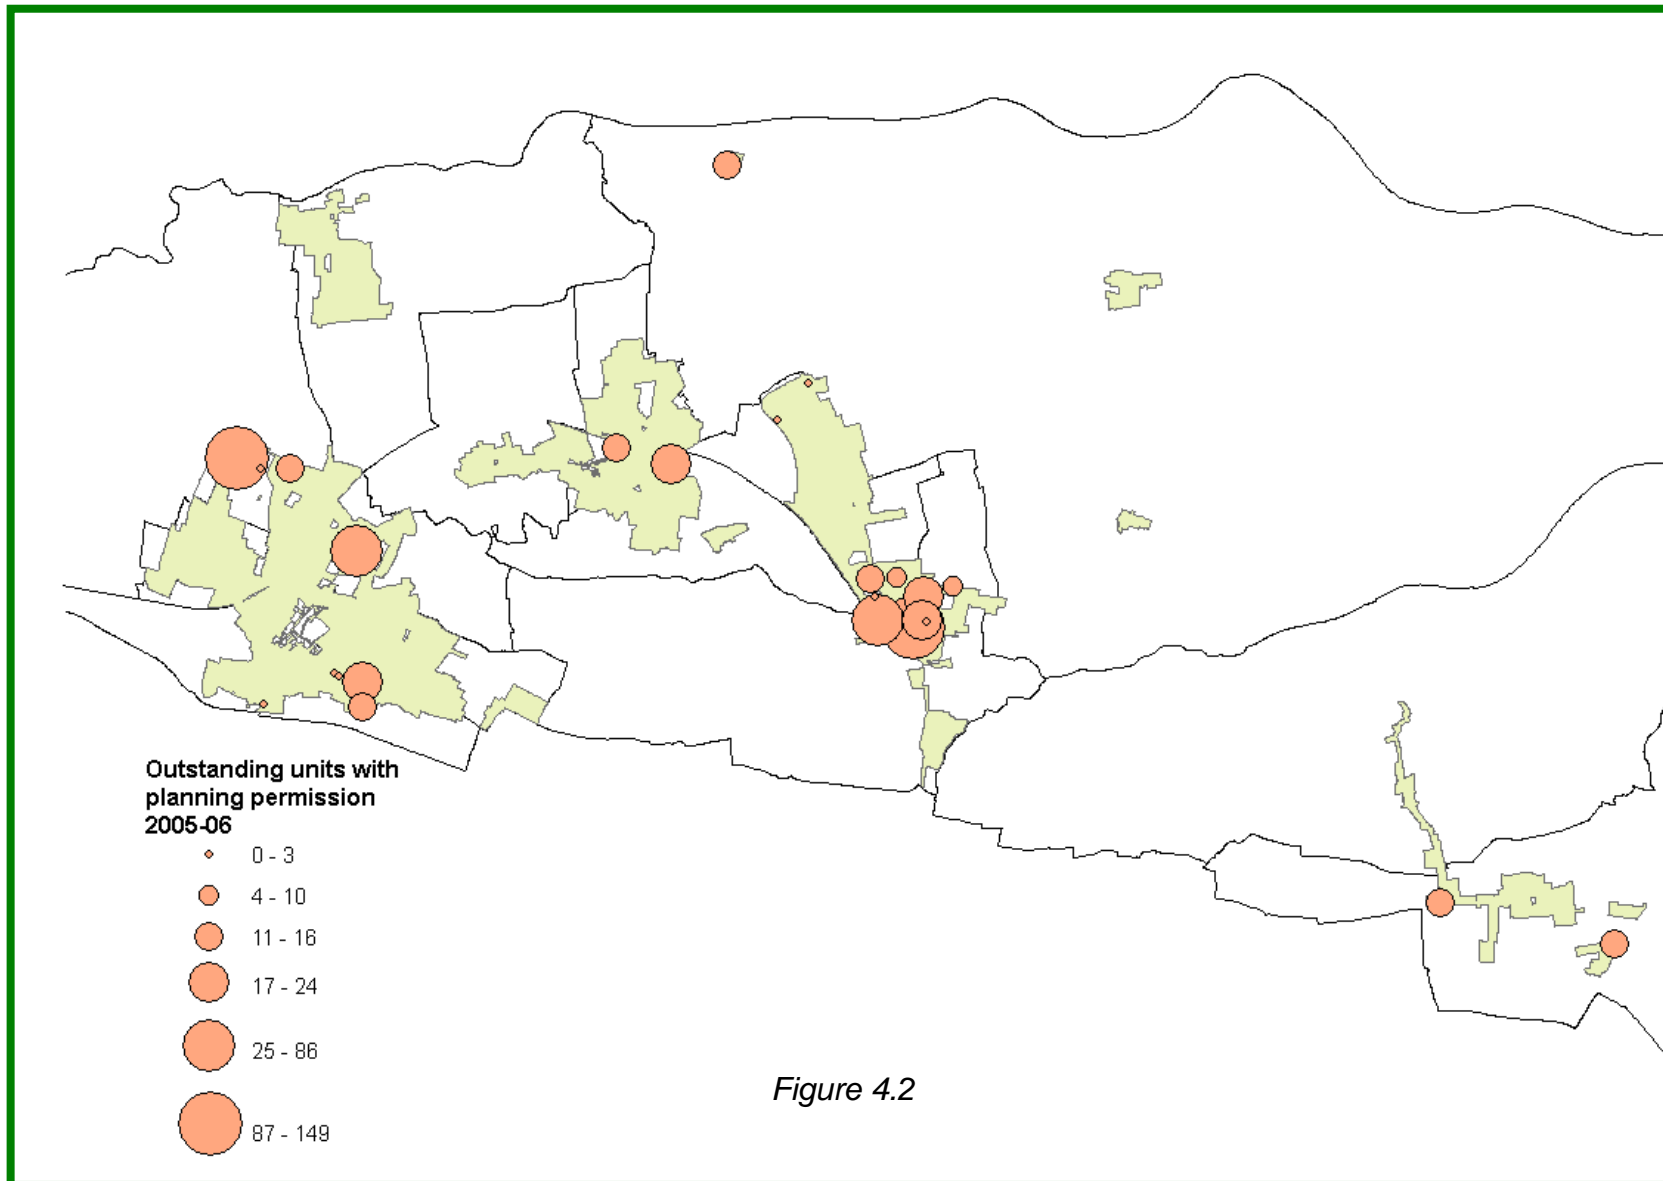 Outstanding units with
planning permission
2005-06
0 - 3
4 - 10
11 - 16
17 - 24
25 - 86
87 - 149
Figure 4.2